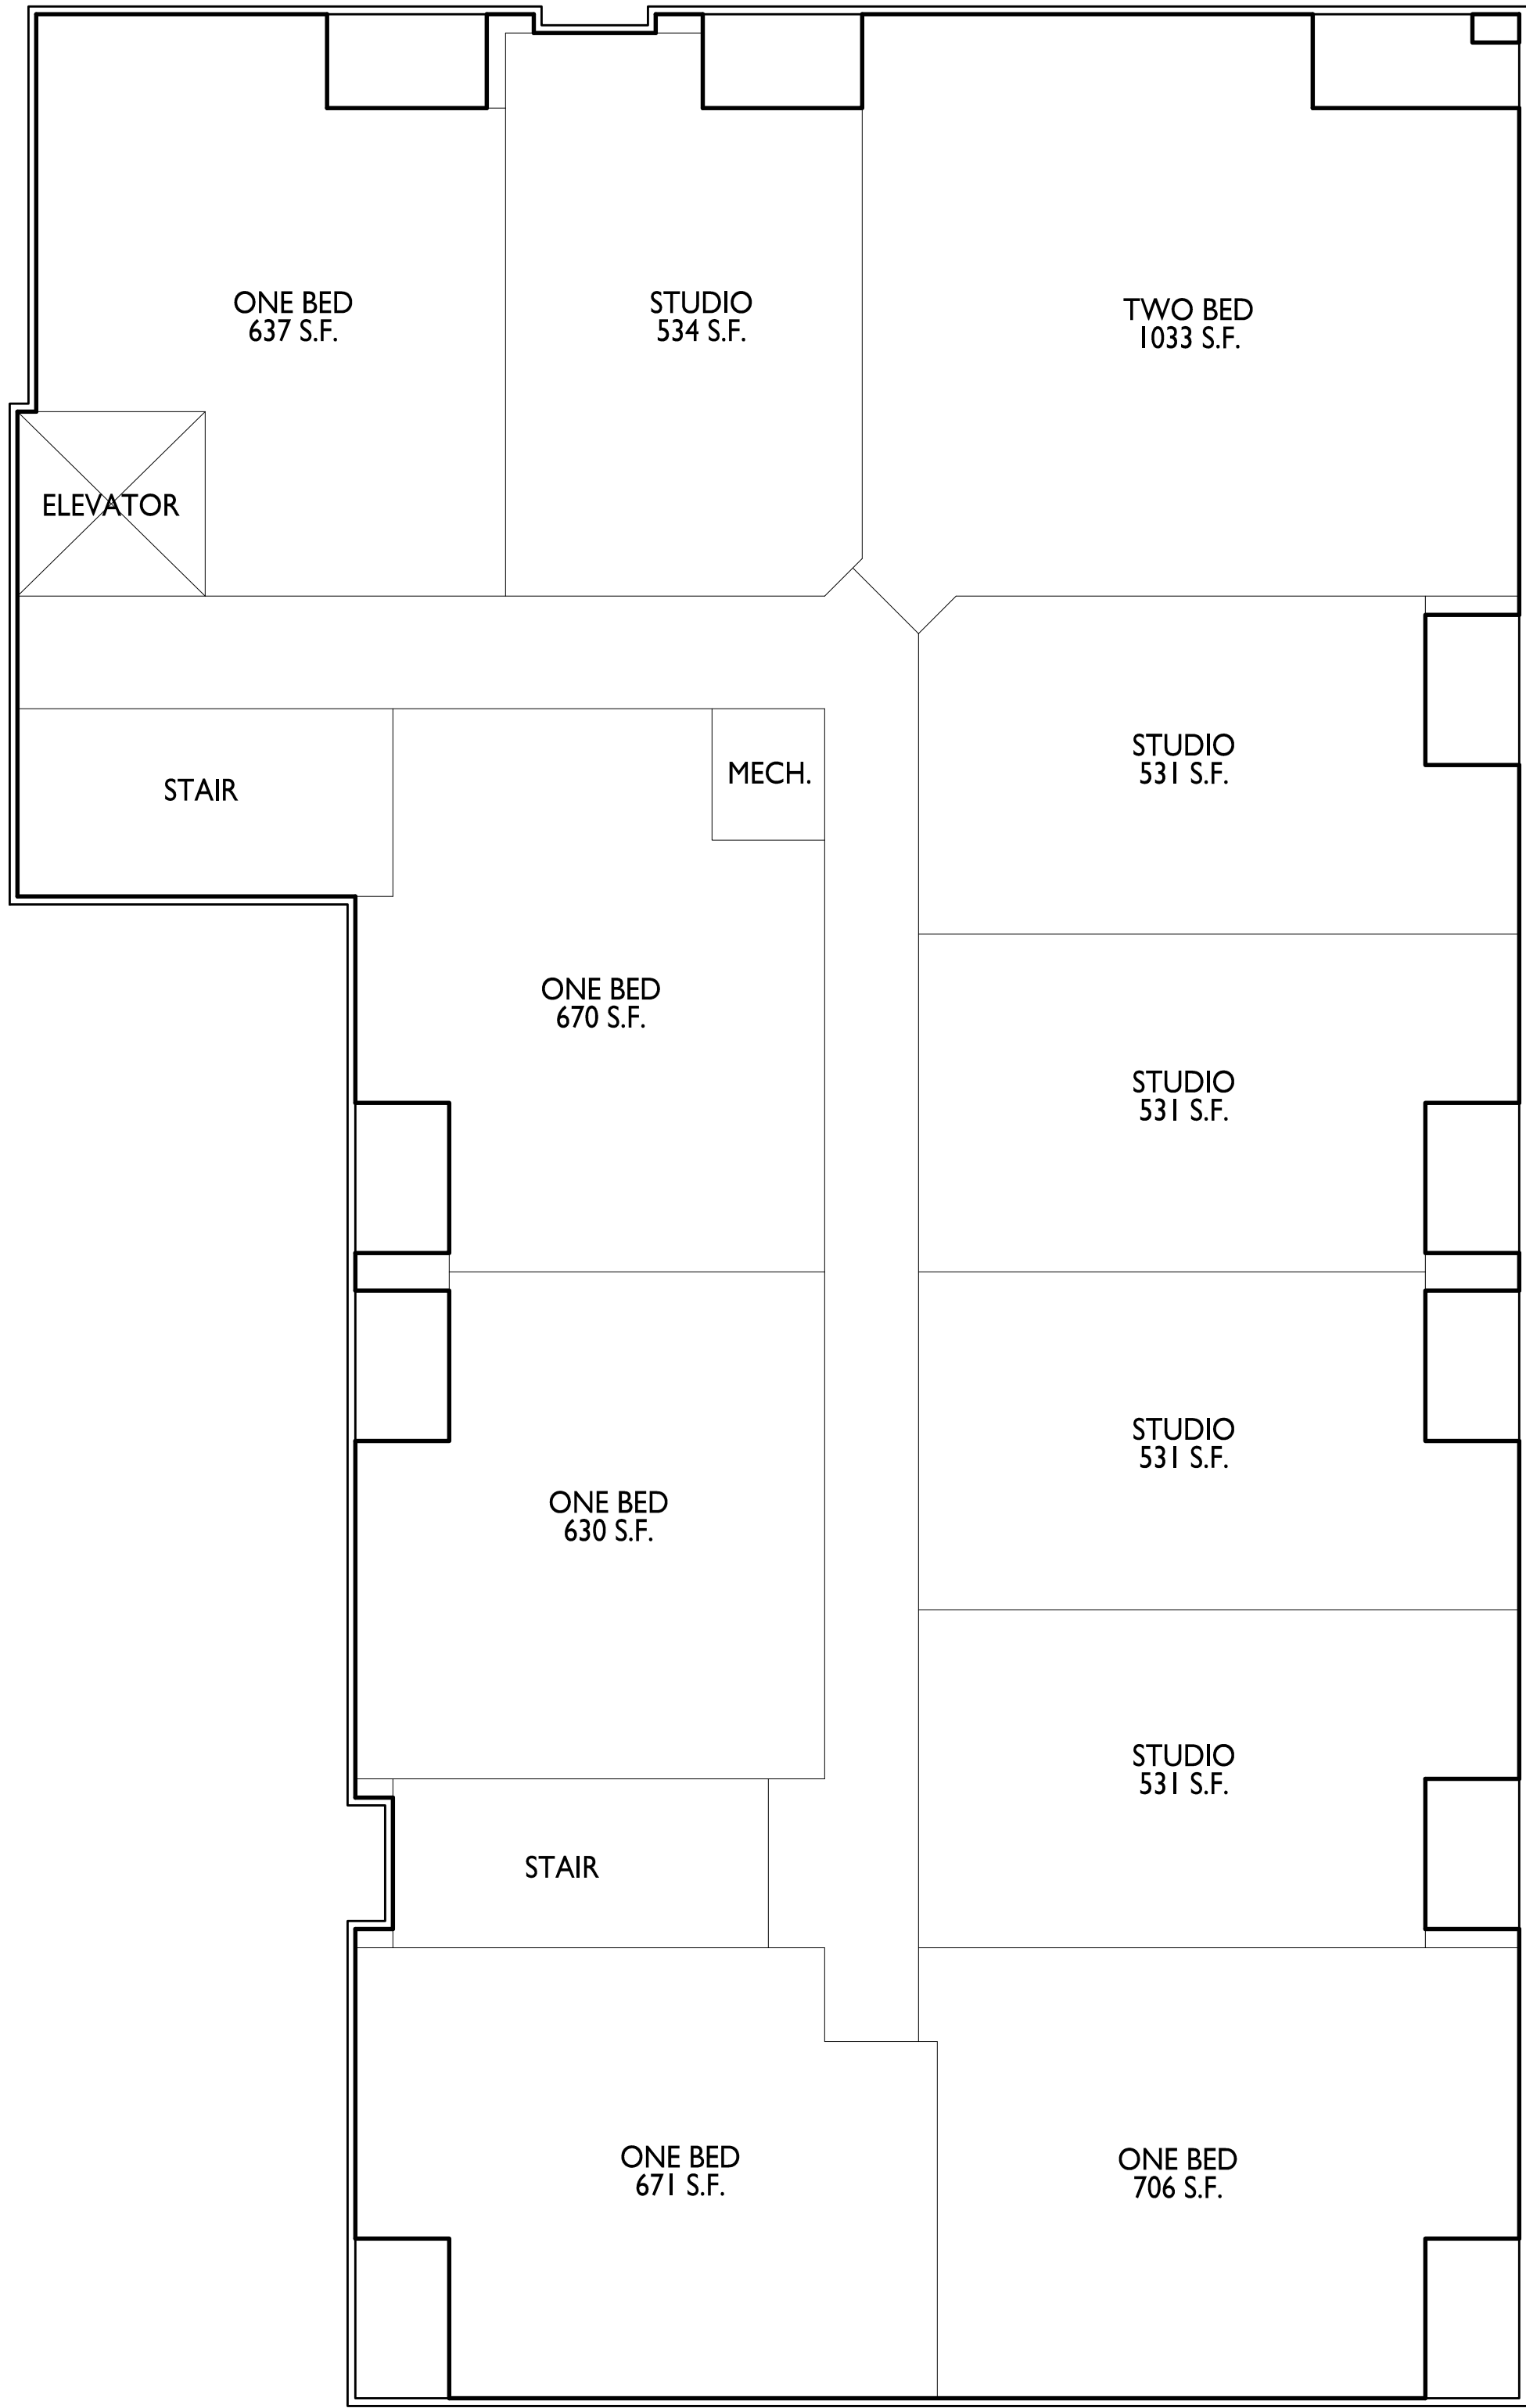 ONE BED
637 S.F.
STUDIO
534 S.F.
TWO BED
1033 S.F.
ELEVATOR
STAIR
MECH.
STUDIO
531 S.F.
ONE BED
670 S.F.
STUDIO
531 S.F.
STUDIO
531 S.F.
ONE BED
630 S.F.
STUDIO
531 S.F.
STAIR
ONE BED
671 S.F.
ONE BED
706 S.F.